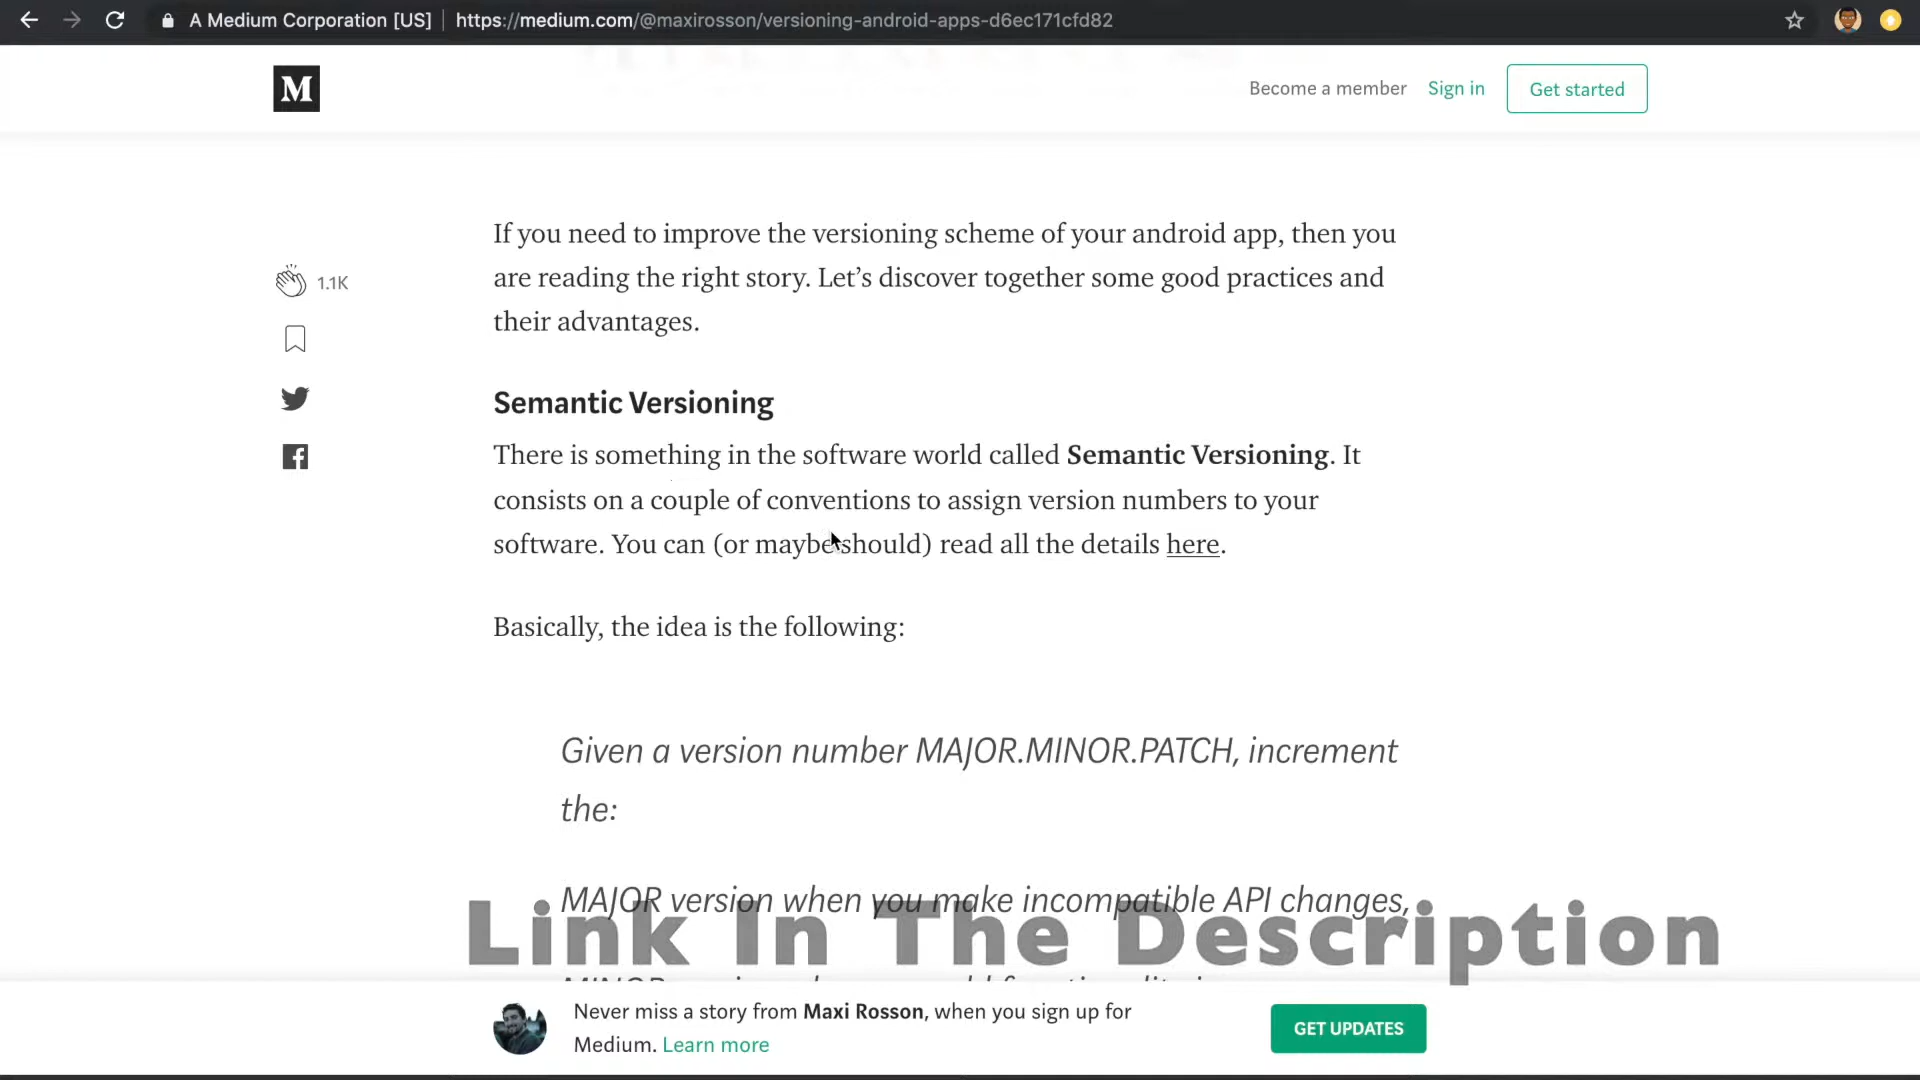 A Medium Corporation [US] https://medium.com/@maxirosson/versioning-android-apps-d6ec171cfd82
M
Become a member Sign in Get started
If you need to improve the versioning scheme of your android app, then you
are reading the right story. Let’s discover together some good practices and
their advantages.
1.1K
Semantic Versioning
There is something in the software world called Semantic Versioning. It
consists on a couple of conventions to assign version numbers to your
software. You can (or maybe should) read all the details here.
Basically, the idea is the following:
Given a version number MAJOR.MINOR.PATCH, increment
the:
MAJOR version when you make incompatible API changes,
Link In The Description
Never miss a story from Maxi Rosson, when you sign up for
Medium. Learn more
GET UPDATES